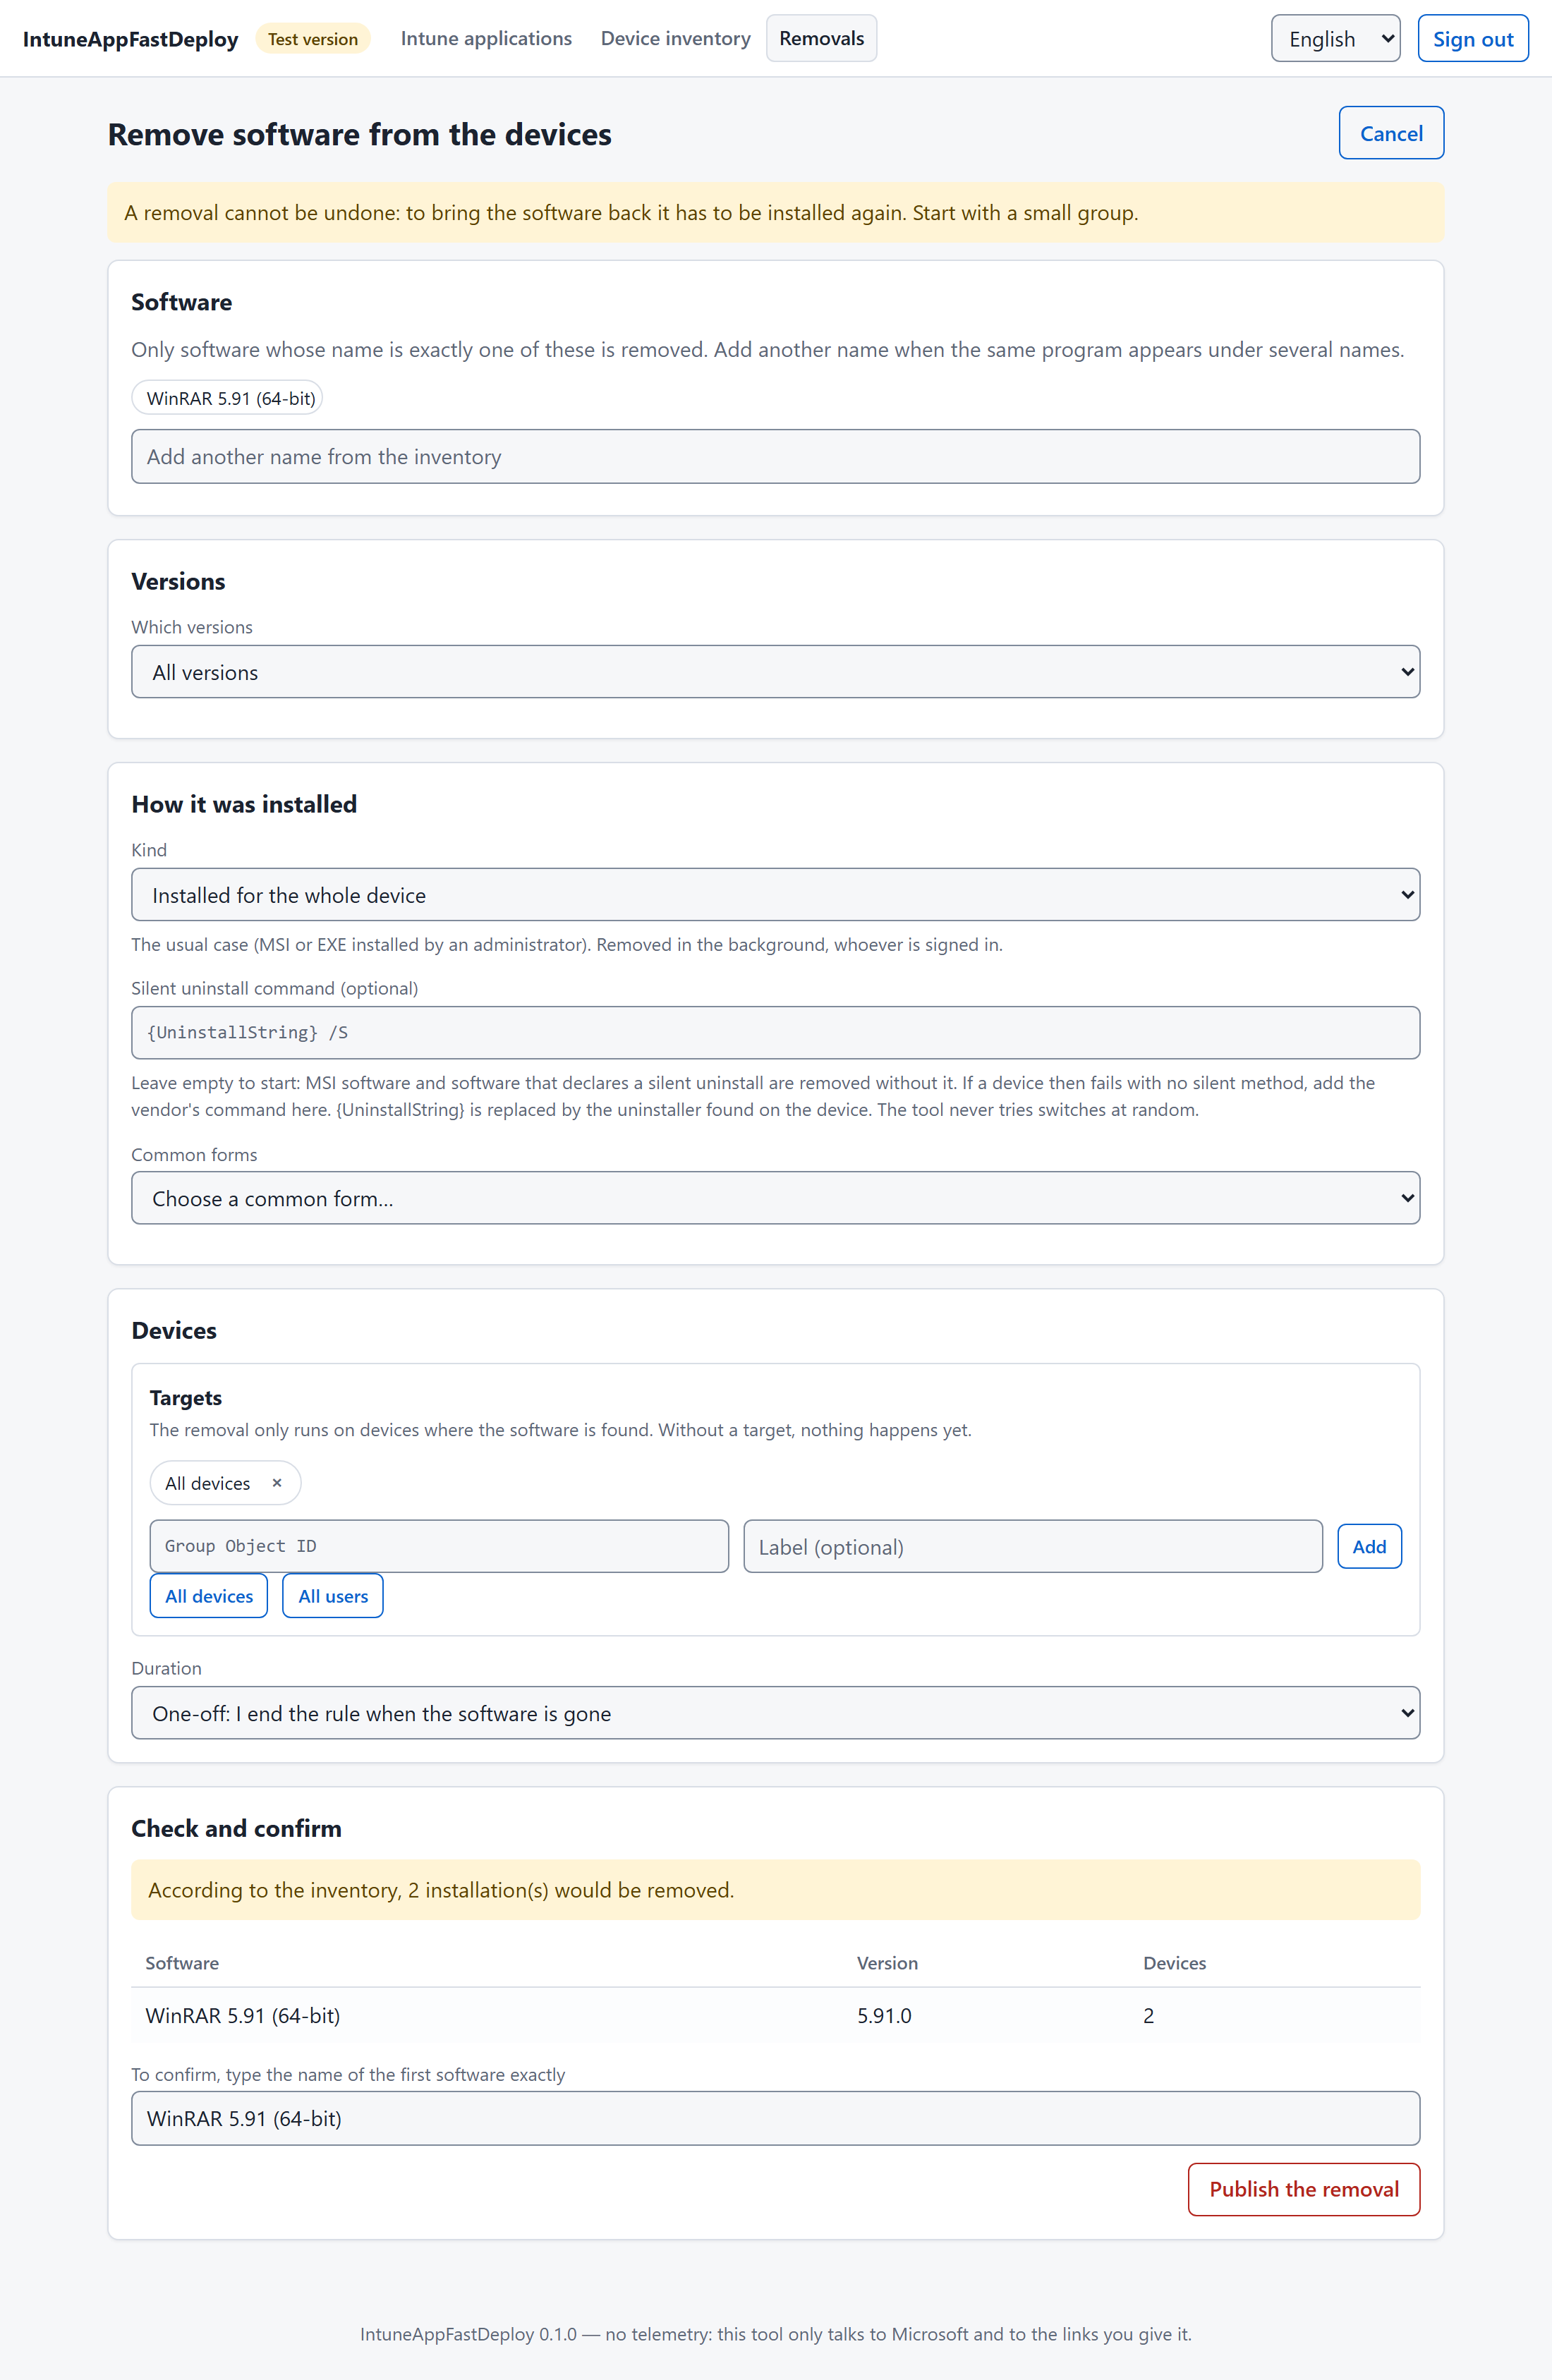 IntuneAppFastDeploy
Test version
Intune applications
Device inventory
Removals
English
Sign out
Remove software from the devices
Cancel
A removal cannot be undone: to bring the software back it has to be installed again. Start with a small group.
Software
Only software whose name is exactly one of these is removed. Add another name when the same program appears under several names.
WinRAR 5.91 (64-bit)
Add another name from the inventory
Versions
Which versions
All versions
How it was installed
Kind
Installed for the whole device
The usual case (MSI or EXE installed by an administrator). Removed in the background, whoever is signed in.
Silent uninstall command (optional)
{UninstallString} /S
Leave empty to start: MSI software and software that declares a silent uninstall are removed without it. If a device then fails with no silent method, add the
vendor's command here. {UninstallString} is replaced by the uninstaller found on the device. The tool never tries switches at random.
Common forms
Choose a common form...
Devices
Targets
The removal only runs on devices where the software is found. Without a target, nothing happens yet.
All devices ×
Group Object ID
Label (optional)
Add
All devices
All users
Duration
One-off: I end the rule when the software is gone
Check and confirm
According to the inventory, 2 installation(s) would be removed.
Software Version Devices
WinRAR 5.91 (64-bit) 5.91.0 2
To confirm, type the name of the first software exactly
WinRAR 5.91 (64-bit)
Publish the removal
IntuneAppFastDeploy 0.1.0 — no telemetry: this tool only talks to Microsoft and to the links you give it.